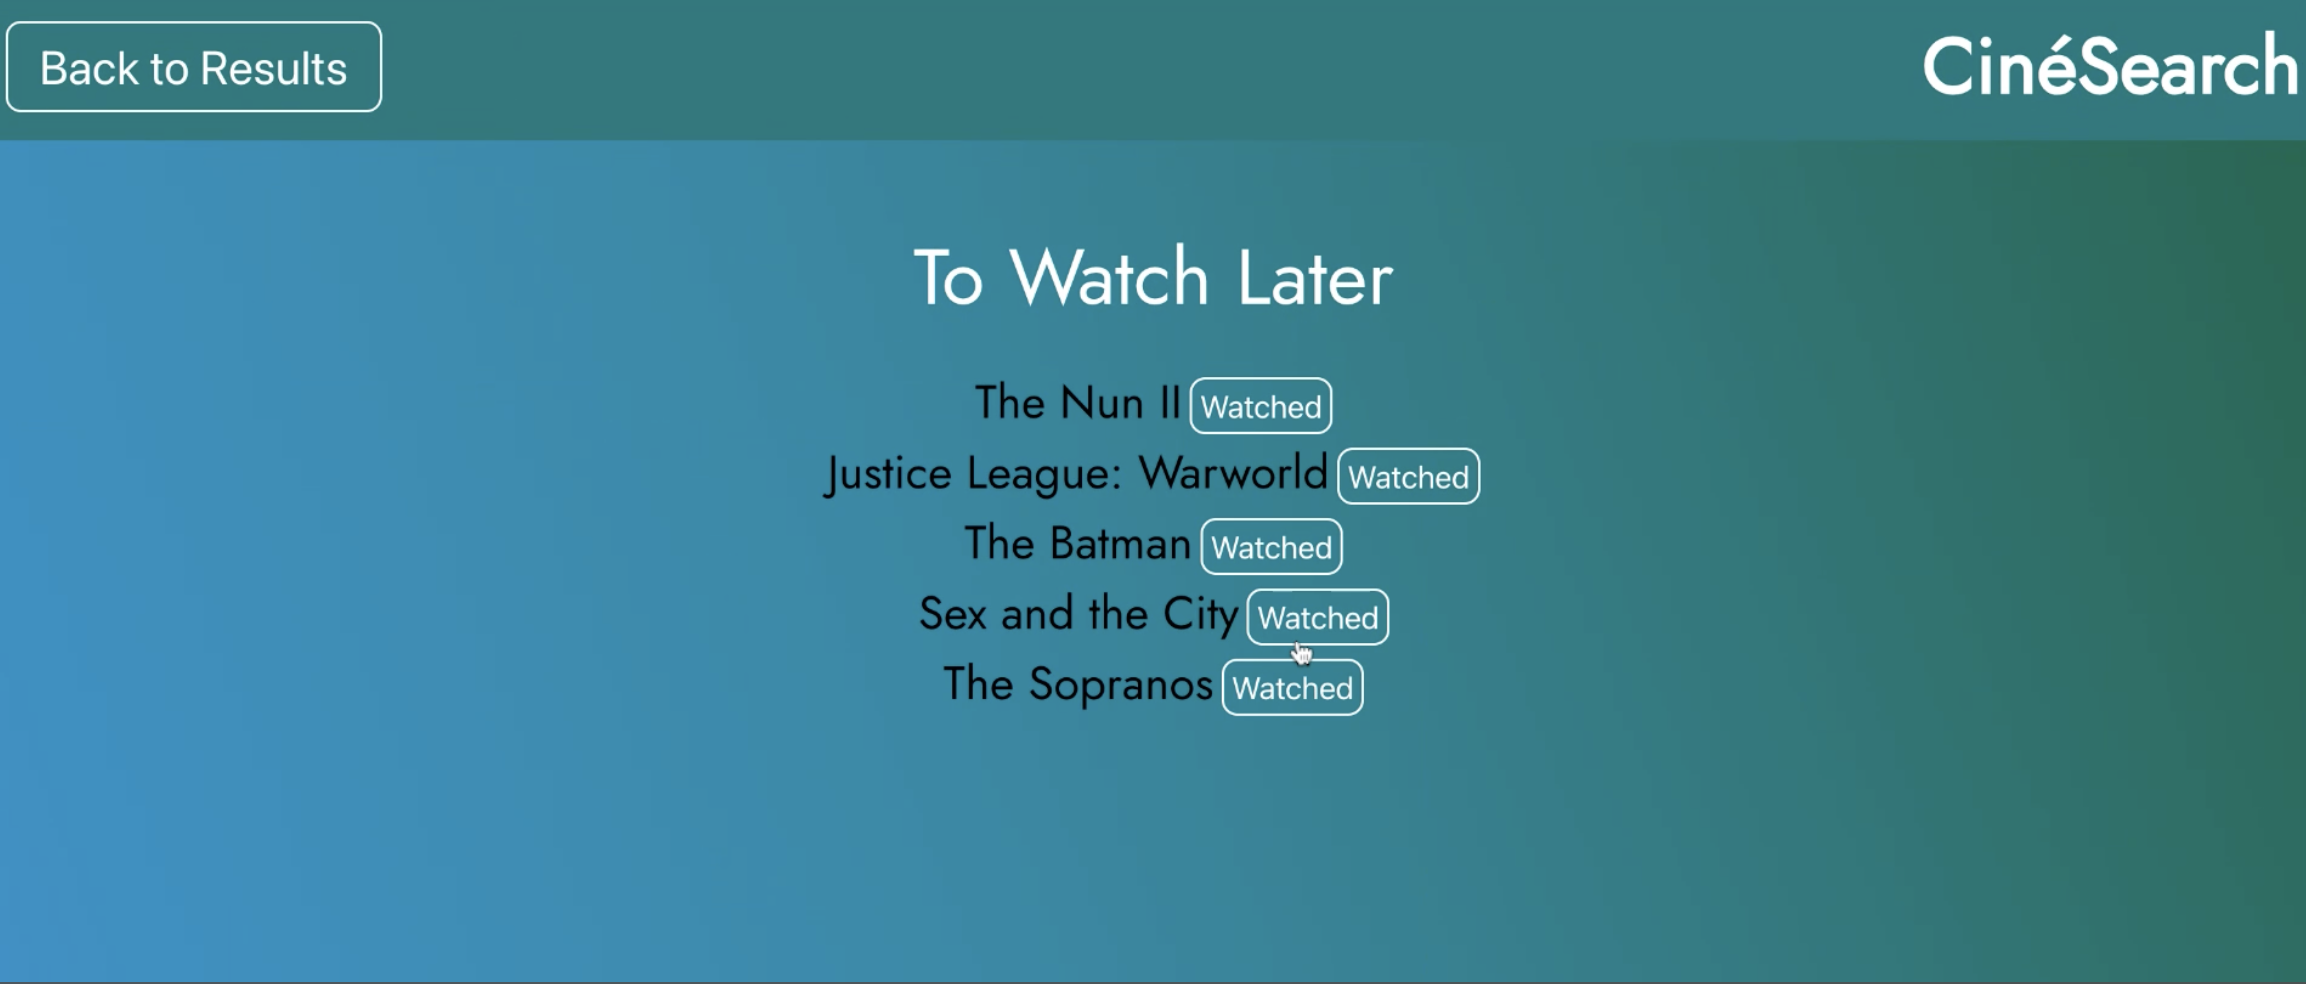 Back to Results
CinéSearch
To Watch Later
The Nun II Watched
Justice League: Warworld Watched
The Batman Watched
Sex and the City Watched
The Sopranos Watched